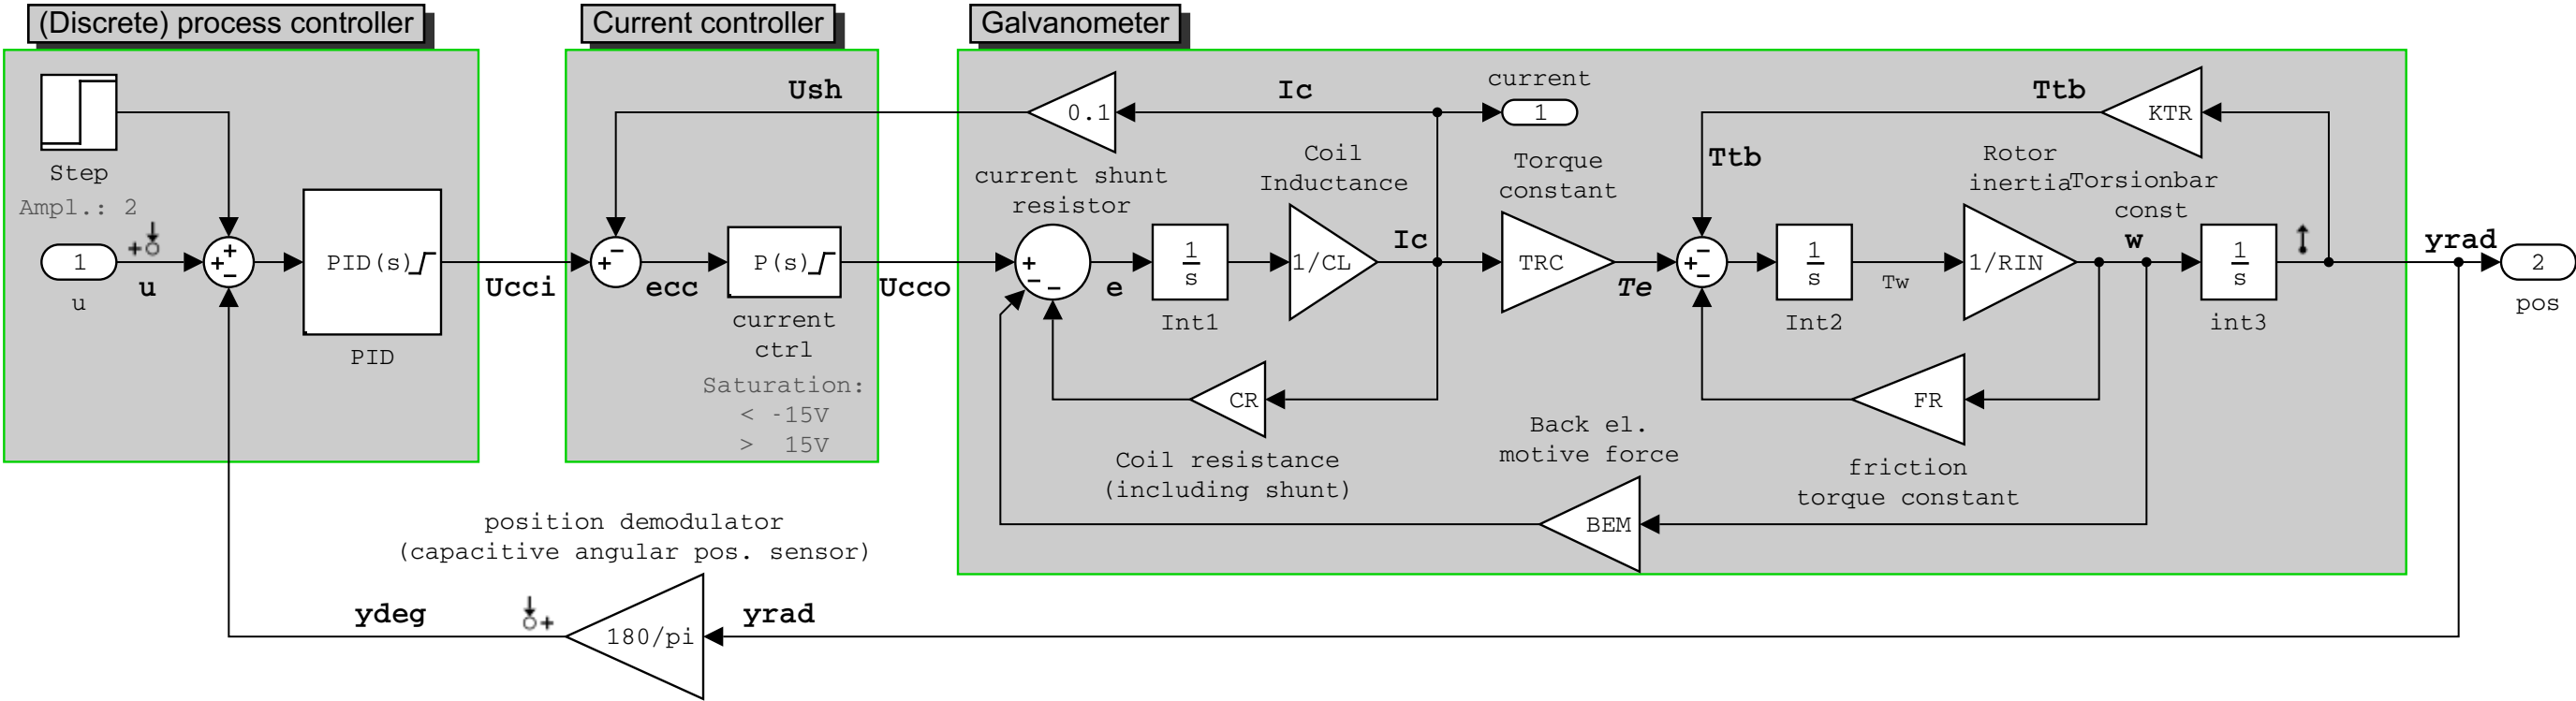 (Discrete) process controller
Current controller
Galvanometer
Step
Ampl.: 2
1
u
u
+
+
+
−
PID(s)
PID
Ucci
Ush
+
−
ecc
P(s)
current
ctrl
Saturation:
< -15V
>  15V
Ucco
0.1
current shunt
resistor
Ic
current
1
+
−
−
e
1
s
Int1
Coil
Inductance
1/CL
Ic
CR
Coil resistance
(including shunt)
Torque
constant
TRC
Te
Ttb
Ttb
KTR
+
−
−
1
s
Int2
Tw
Rotor
inertia
1/RIN
Torsionbar
const
w
1
s
int3
FR
friction
torque constant
Back el.
motive force
BEM
yrad
2
pos
position demodulator
(capacitive angular pos. sensor)
ydeg
+
180/pi
yrad